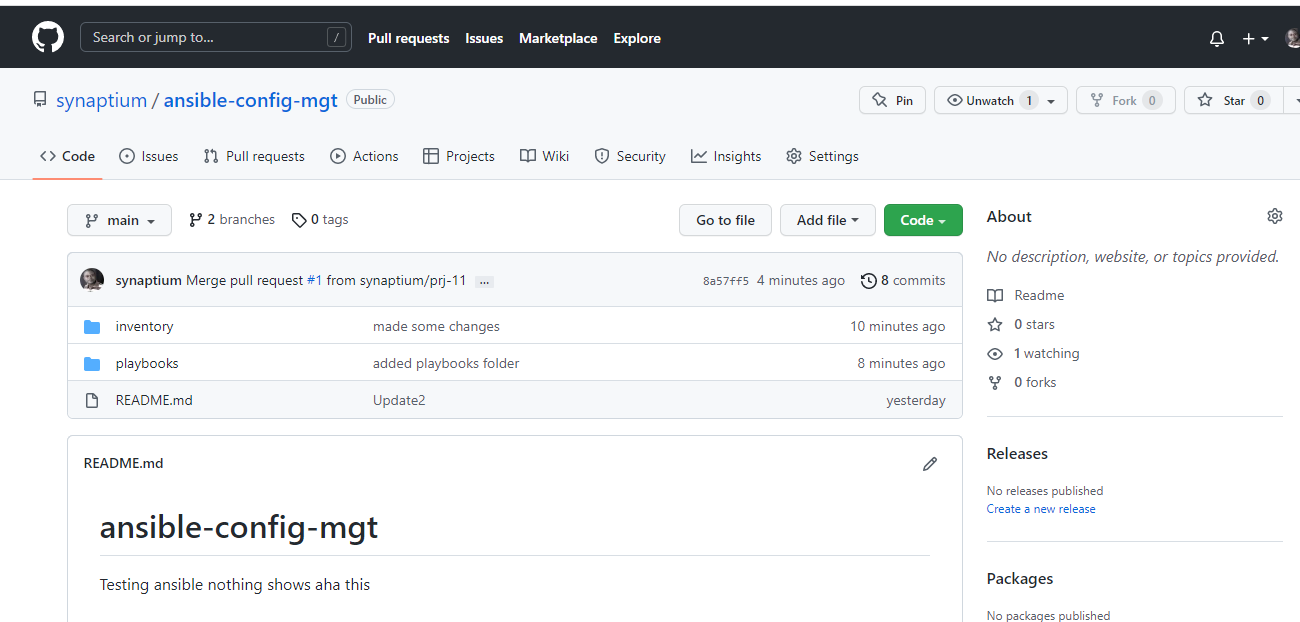 Search or jump to... /
Pull requests Issues Marketplace Explore
synaptium / ansible-config-mgt Public
Pin Unwatch 1 Fork 0 Star 0
Code Issues Pull requests Actions Projects Wiki Security Insights Settings
main 2 branches 0 tags Go to file Add file Code
synaptium Merge pull request #1 from synaptium/prj-11 ... 8a57ff5 4 minutes ago 8 commits
inventory made some changes 10 minutes ago
playbooks added playbooks folder 8 minutes ago
README.md Update2 yesterday
README.md
ansible-config-mgt
Testing ansible nothing shows aha this
About
No description, website, or topics provided.
Readme
0 stars
1 watching
0 forks
Releases
No releases published
Create a new release
Packages
No packages published